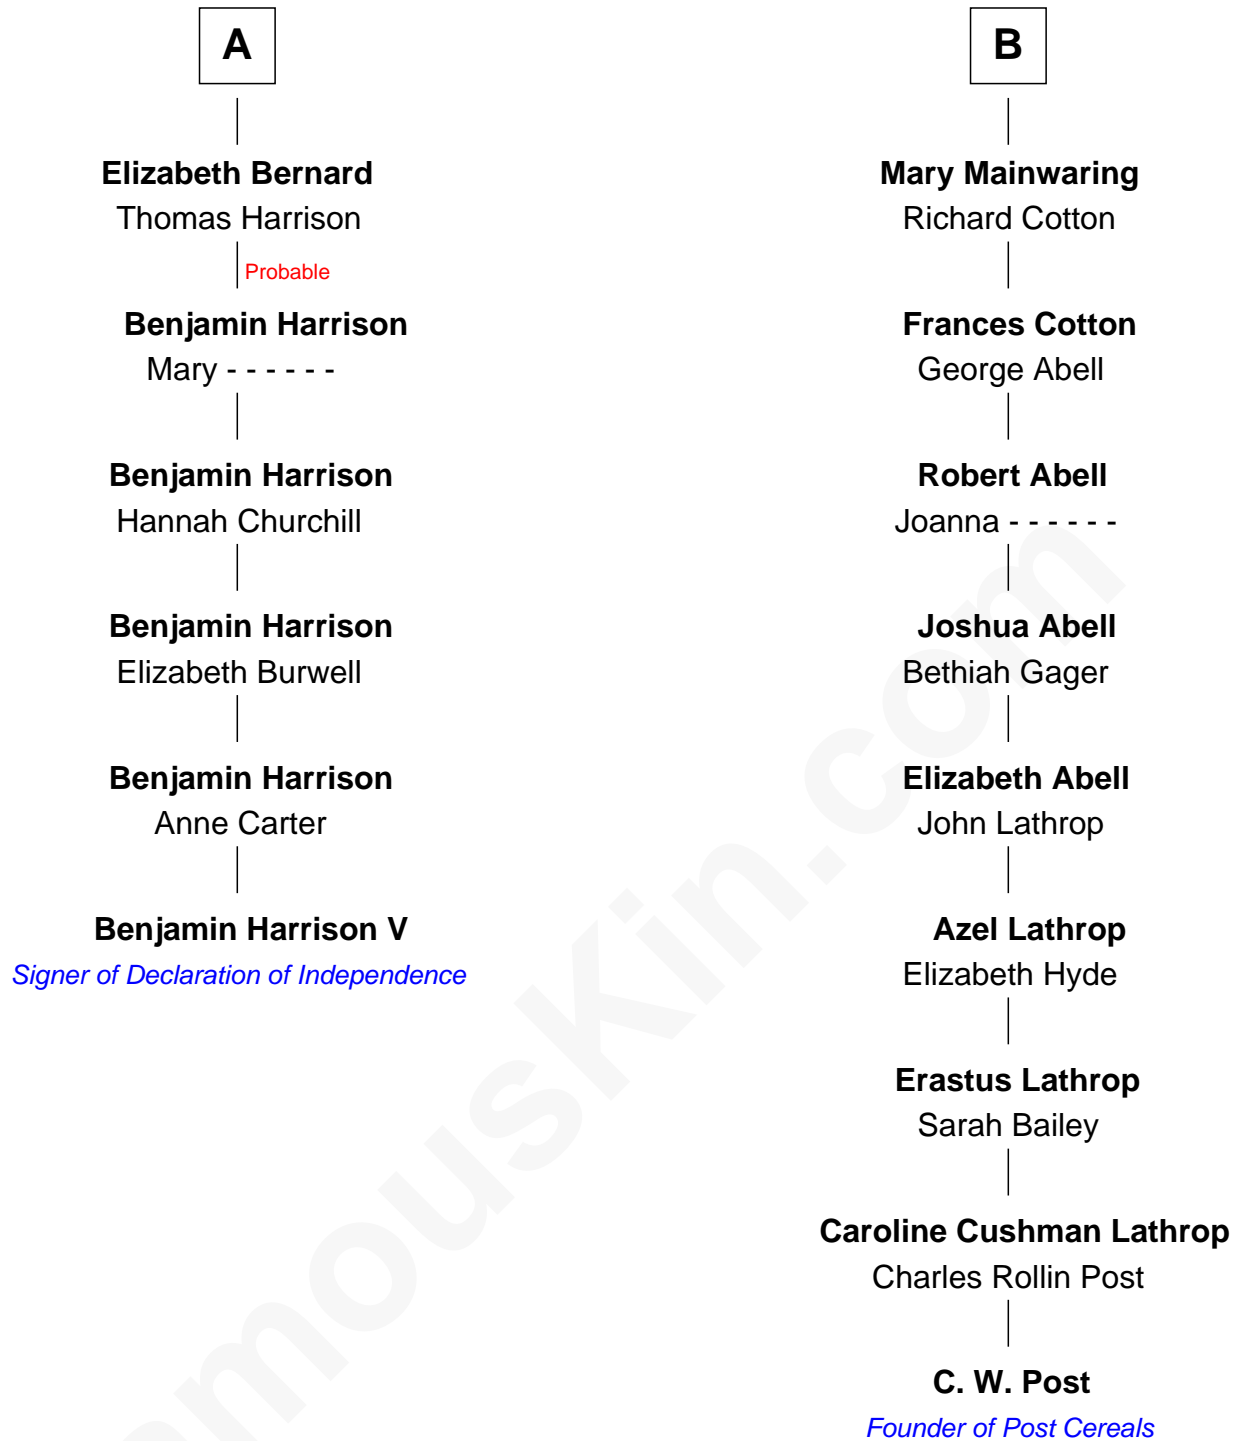 A
Elizabeth Bernard
Thomas Harrison
Probable
Benjamin Harrison
Mary - - - - - -
Benjamin Harrison
Hannah Churchill
Benjamin Harrison
Elizabeth Burwell
Benjamin Harrison
Anne Carter
Benjamin Harrison V
Signer of Declaration of Independence
B
Mary Mainwaring
Richard Cotton
Frances Cotton
George Abell
Robert Abell
Joanna - - - - - -
Joshua Abell
Bethiah Gager
Elizabeth Abell
John Lathrop
Azel Lathrop
Elizabeth Hyde
Erastus Lathrop
Sarah Bailey
Caroline Cushman Lathrop
Charles Rollin Post
C. W. Post
Founder of Post Cereals
amouskin.com